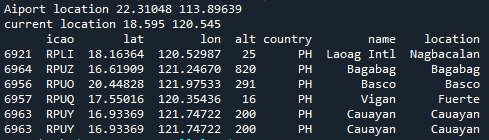 Aiport location 22.31048 113.89639
current location 18.595 120.545
icao lat lon alt country name location
6921 RPLI 18.16364 120.52987 25 PH Laoag Intl Nagbacalan
6964 RPUZ 16.61909 121.24670 820 PH Bagabag Bagabag
6956 RPUO 20.44828 121.97533 291 PH Basco Basco
6957 RPUQ 17.55016 120.35436 16 PH Vigan Fuerte
6963 RPUY 16.93369 121.74722 200 PH Cauayan Cauayan
6963 RPUY 16.93369 121.74722 200 PH Cauayan Cauayan